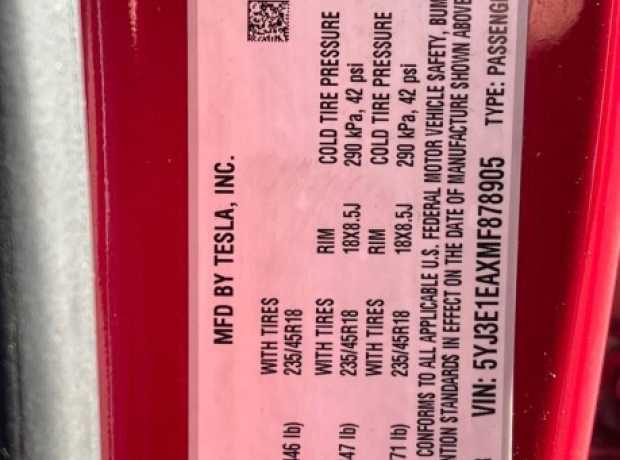 MFD BY TESLA, INC.
446 lb) WITH TIRES
235/45R18
WITH TIRES RIM COLD TIRE PRESSURE
47 lb) 235/45R18 18X8.5J 290 kPa, 42 psi
WITH TIRES RIM COLD TIRE PRESSURE
71 lb) 235/45R18 18X8.5J 290 kPa, 42 psi
CONFORMS TO ALL APPLICABLE U.S. FEDERAL MOTOR VEHICLE SAFETY, BUM
NTION STANDARDS IN EFFECT ON THE DATE OF MANUFACTURE SHOWN ABOVE
VIN: 5YJ3E1EAXMF878905 TYPE: PASSENG